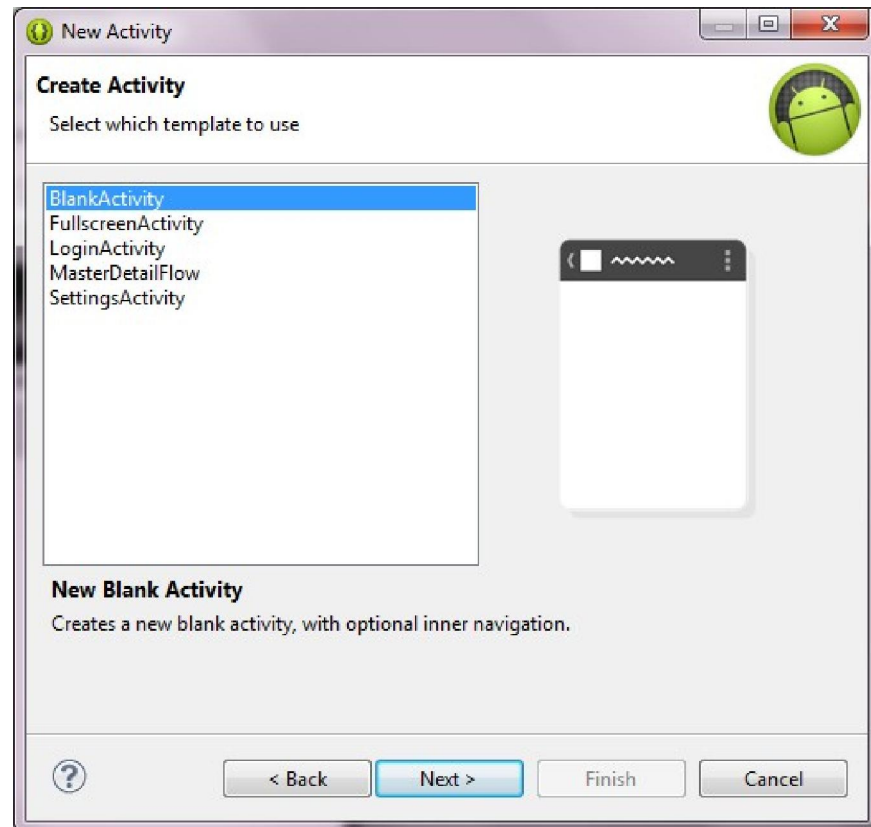 New Activity
Create Activity
Select which template to use
BlankActivity
FullscreenActivity
LoginActivity
MasterDetailFlow
SettingsActivity
New Blank Activity
Creates a new blank activity, with optional inner navigation.
? < Back Next > Finish Cancel